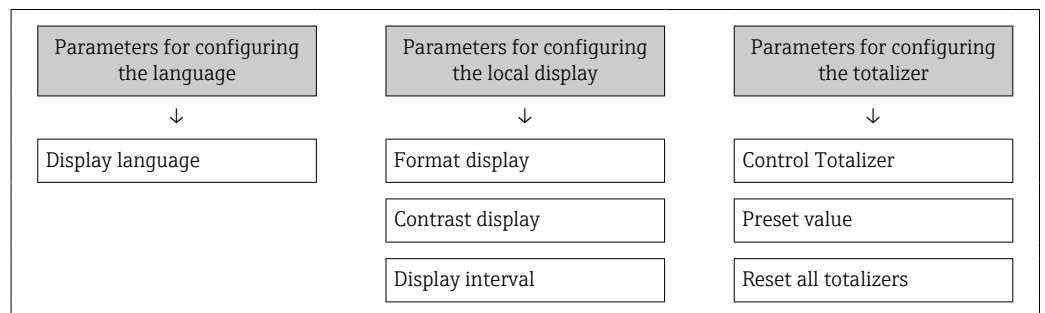 Parameters for configuring
the language
↓
Display language
Parameters for configuring
the local display
↓
Format display
Contrast display
Display interval
Parameters for configuring
the totalizer
↓
Control Totalizer
Preset value
Reset all totalizers